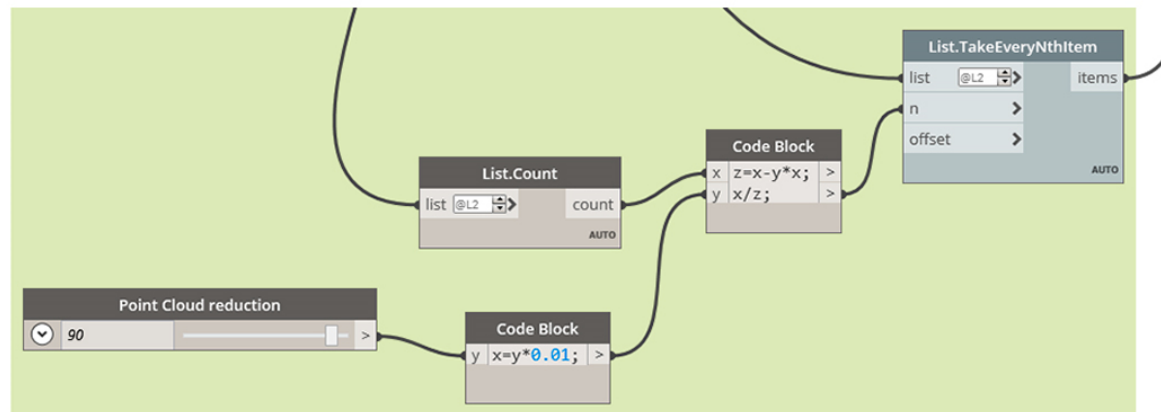 List.TakeEveryNthItem
list @L2 > items
n >
offset >
AUTO
Code Block
x z=x-y*x; >
y x/z; >
List.Count
list @L2 > count
AUTO
Point Cloud reduction
90 >
Code Block
y x=y*0.01; >